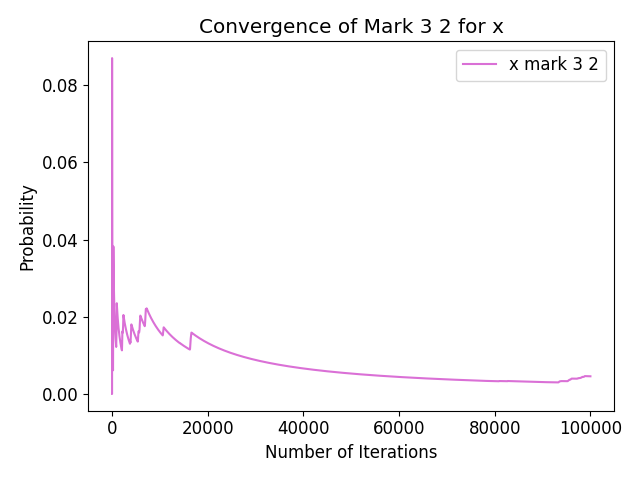 Convergence of Mark 3 2 for x
x mark 3 2
Probability
0.08
0.06
0.04
0.02
0.00
0
20000
40000
60000
80000
100000
Number of Iterations